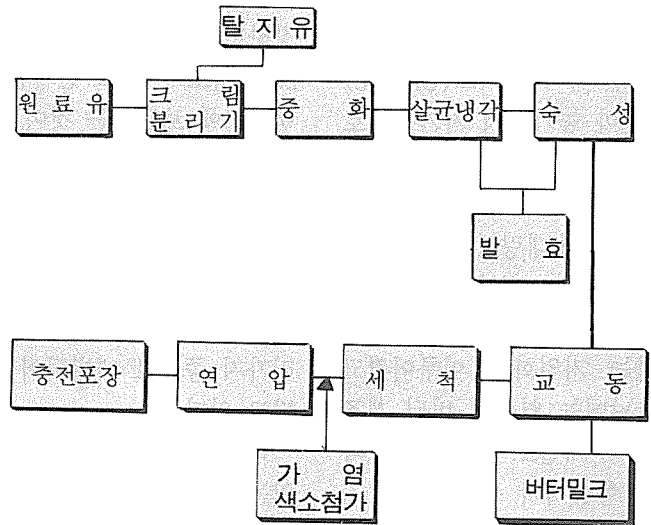 탈 지 유
원 료 유
크 림
분 리 기
중 화
살균냉각
숙 성
발 효
충전포장
연 압
세 척
교 동
가 염
색소첨가
버터밀크